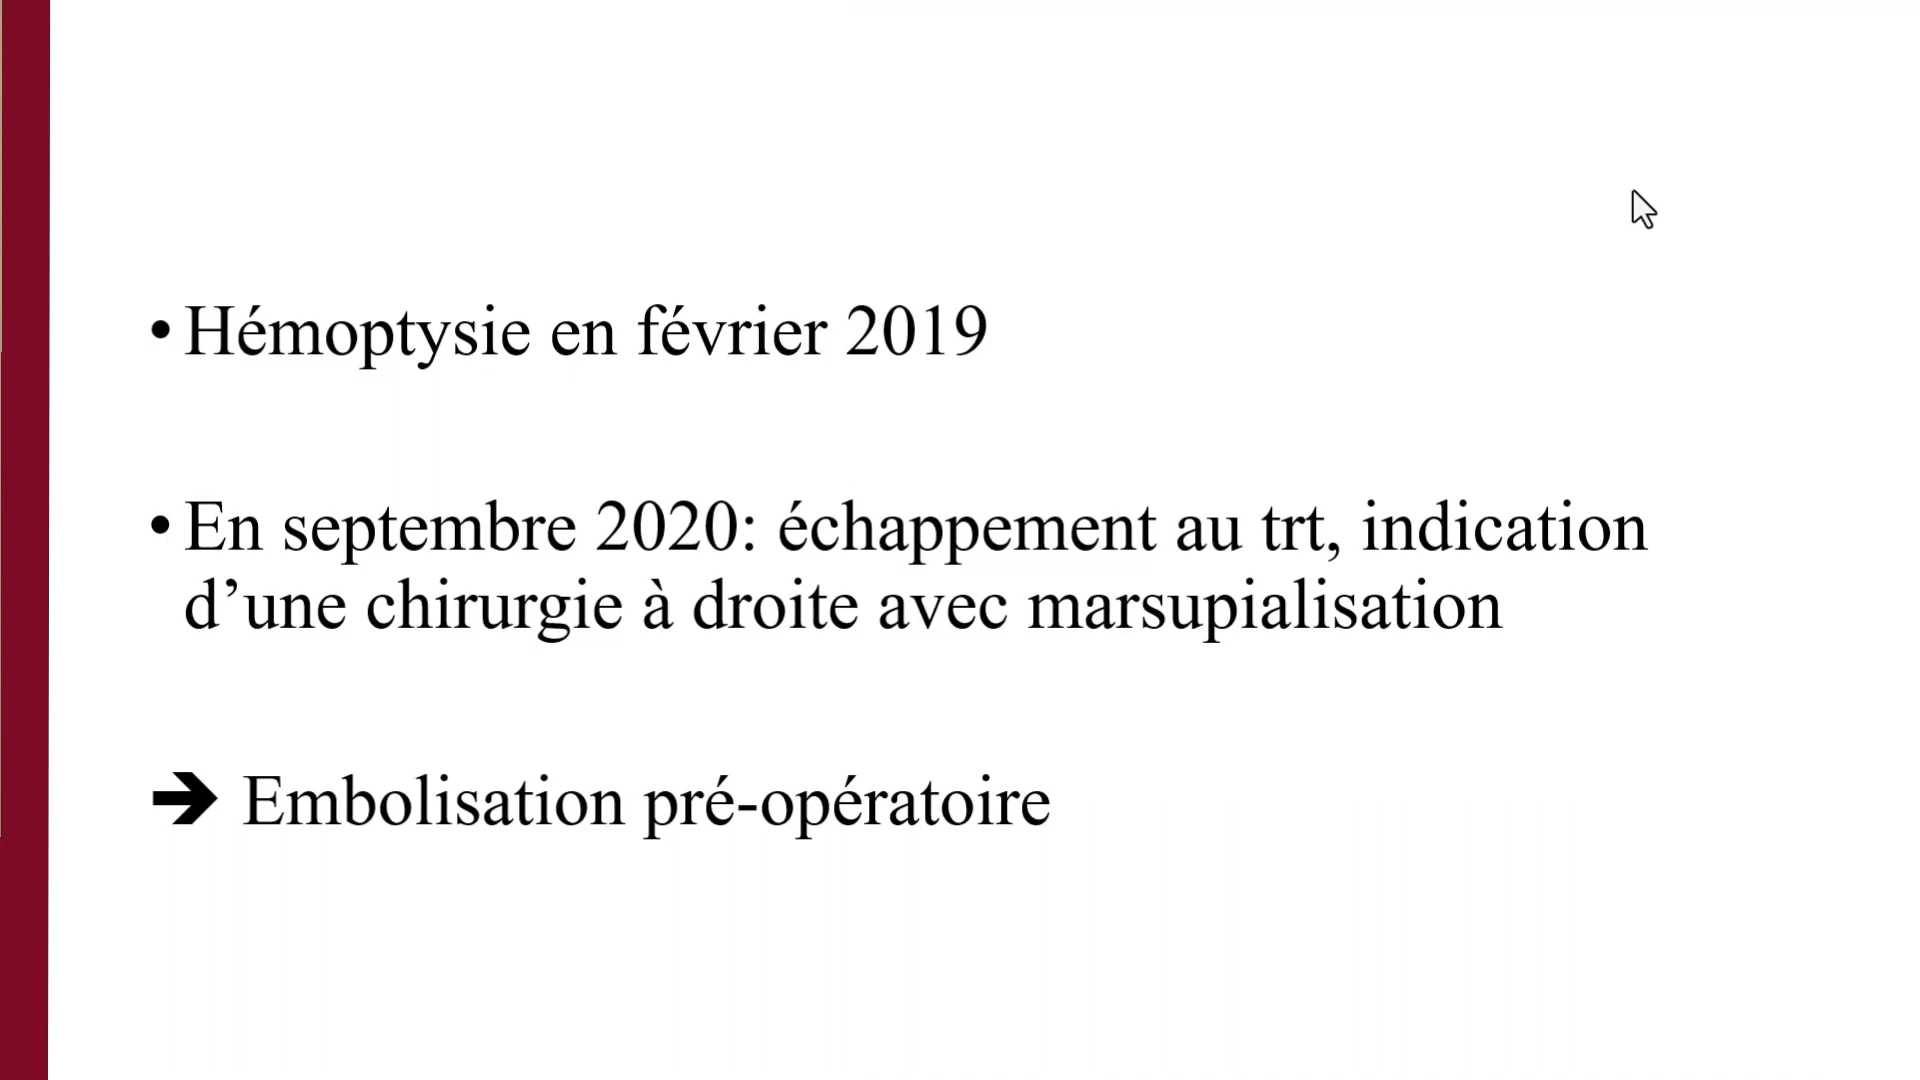 • Hémoptysie en février 2019
• En septembre 2020: échappement au trt, indication
d’une chirurgie à droite avec marsupialisation
➔ Embolisation pré-opératoire